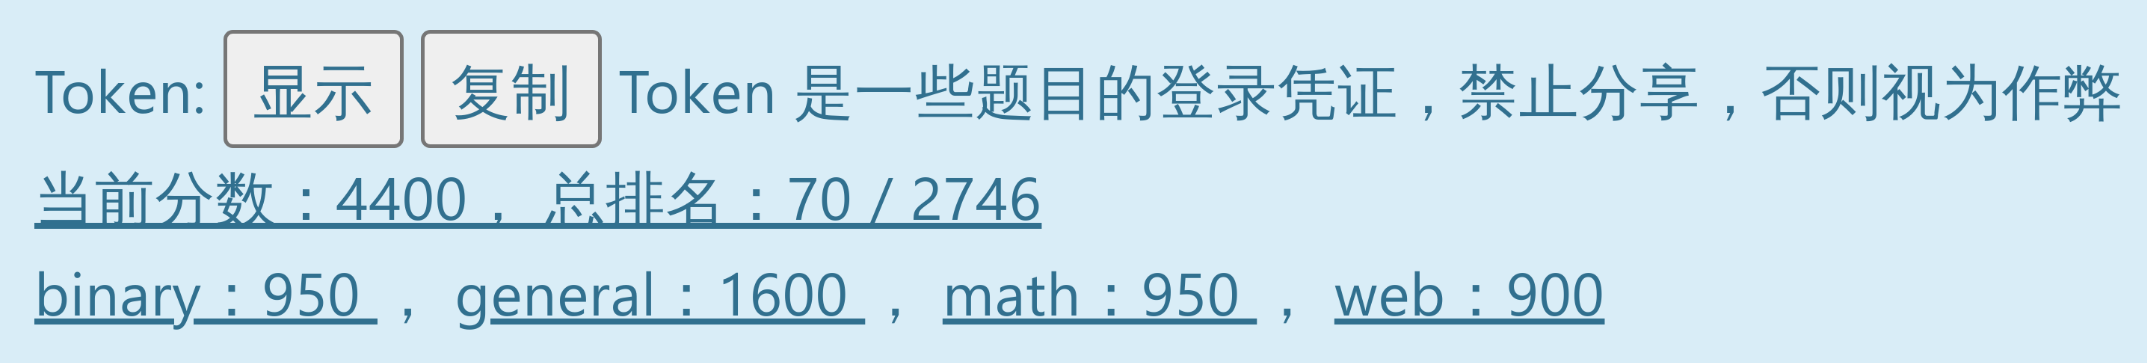 Token: 显示 复制 Token 是一些题目的登录凭证，禁止分享，否则视为作弊
当前分数：4400， 总排名：70 / 2746
binary：950 ， general：1600 ， math：950 ， web：900